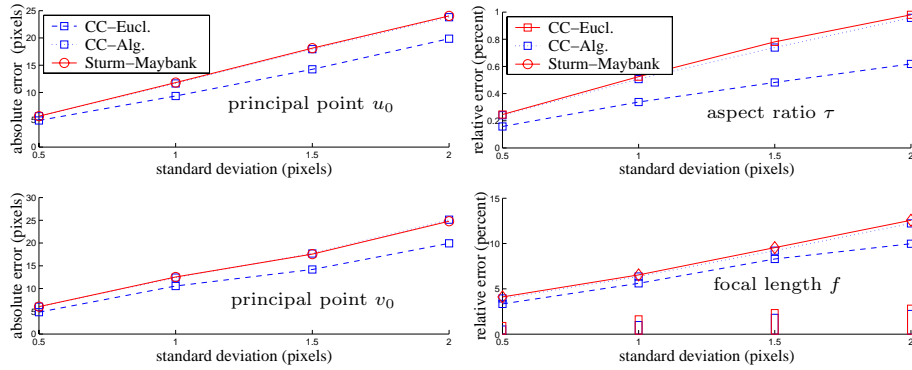 absolute error (pixels)
25
20
15
10
5
0
0.5
1
1.5
2
CC−Eucl.
CC−Alg.
Sturm−Maybank
principal point u0
standard deviation (pixels)
relative error (percent)
1
0.8
0.6
0.4
0.2
0
0.5
1
1.5
2
CC−Eucl.
CC−Alg.
Sturm−Maybank
aspect ratio τ
standard deviation (pixels)
absolute error (pixels)
30
25
20
15
10
5
0
0.5
1
1.5
2
principal point v0
standard deviation (pixels)
relative error (percent)
15
10
5
0
0.5
1
1.5
2
focal length f
standard deviation (pixels)